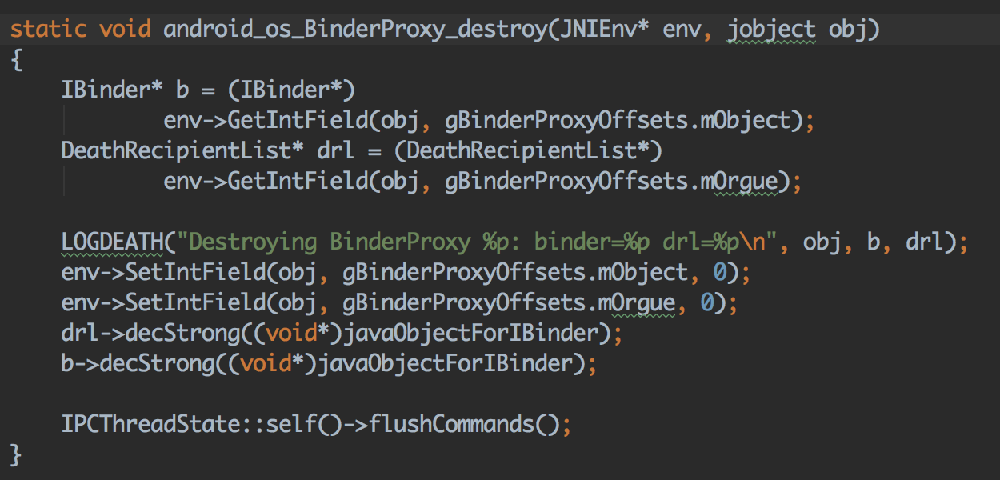 static void android_os_BinderProxy_destroy(JNIEnv* env, jobject obj)
{
    IBinder* b = (IBinder*)
            env->GetIntField(obj, gBinderProxyOffsets.mObject);
    DeathRecipientList* drl = (DeathRecipientList*)
            env->GetIntField(obj, gBinderProxyOffsets.mOrgue);

    LOGDEATH("Destroying BinderProxy %p: binder=%p drl=%p\n", obj, b, drl);
    env->SetIntField(obj, gBinderProxyOffsets.mObject, 0);
    env->SetIntField(obj, gBinderProxyOffsets.mOrgue, 0);
    drl->decStrong((void*)javaObjectForIBinder);
    b->decStrong((void*)javaObjectForIBinder);

    IPCThreadState::self()->flushCommands();
}